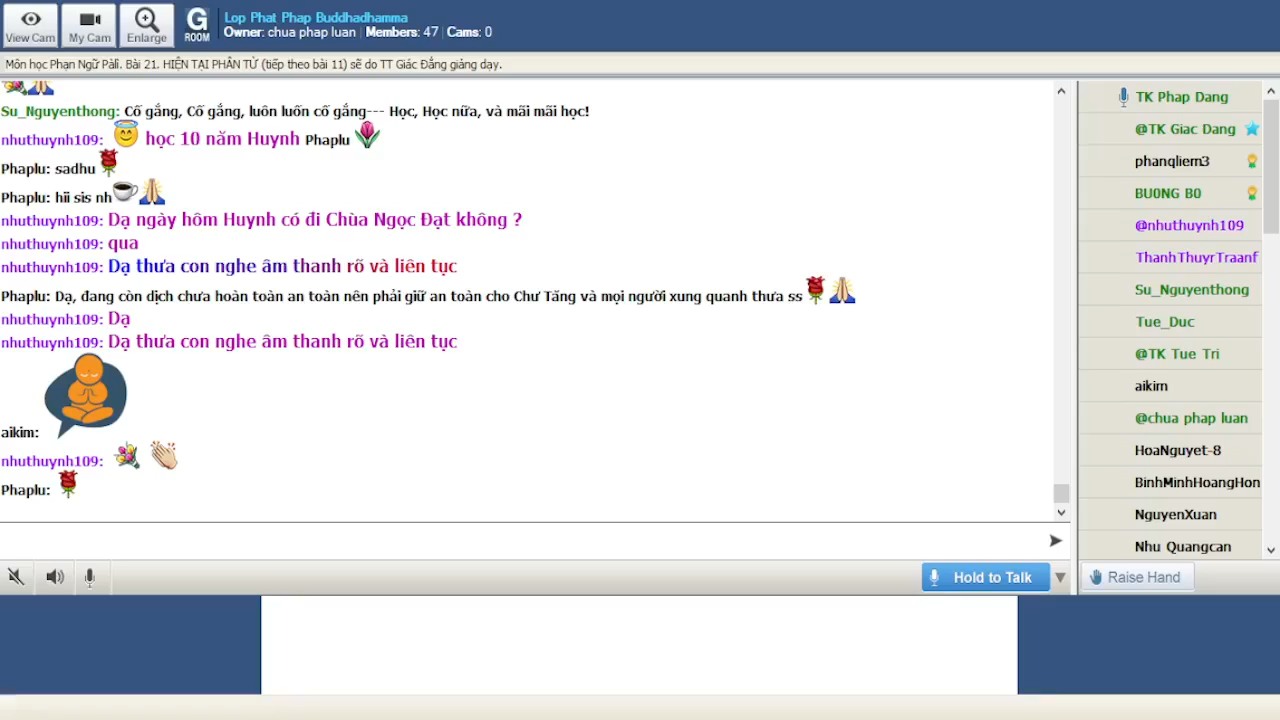 View Cam
My Cam
Enlarge
G
ROOM
Lop Phat Phap Buddhadhamma
Owner: chua phap luan | Members: 47 | Cams: 0
Môn học Phạn Ngữ Pāli. Bài 21. HIỆN TẠI PHÂN TỪ (tiếp theo bài 11) sẽ do TT Giác Đẳng giảng dạy.
Su_Nguyenthong: Cố gắng, Cố gắng, luôn luốn cố gắng--- Học, Học nữa, và mãi mãi học!
nhuthuynh109: học 10 năm Huynh Phaplu
Phaplu: sadhu
Phaplu: hii sis nh
nhuthuynh109: Dạ ngày hôm Huynh có đi Chùa Ngọc Đạt không ?
nhuthuynh109: qua
nhuthuynh109: Dạ thưa con nghe âm thanh rõ và liên tục
Phaplu: Dạ, đang còn dịch chưa hoàn toàn an toàn nên phải giữ an toàn cho Chư Tăng và mọi người xung quanh thưa ss
nhuthuynh109: Dạ
nhuthuynh109: Dạ thưa con nghe âm thanh rõ và liên tục
aikim:
nhuthuynh109:
Phaplu:
Hold to Talk
TK Phap Dang
@TK Giac Dang
phanqliem3
BU0NG B0
@nhuthuynh109
ThanhThuyrTraanf
Su_Nguyenthong
Tue_Duc
@TK Tue Tri
aikim
@chua phap luan
HoaNguyet-8
BinhMinhHoangHon
NguyenXuan
Nhu Quangcan
Raise Hand